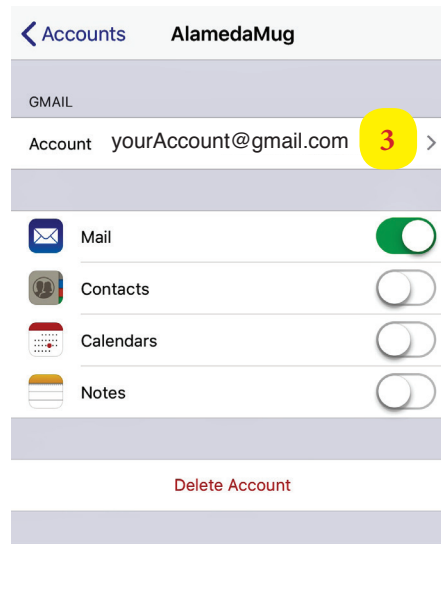 Accounts AlamedaMug
GMAIL
Account yourAccount@gmail.com 3
Mail
Contacts
Calendars
Notes
Delete Account